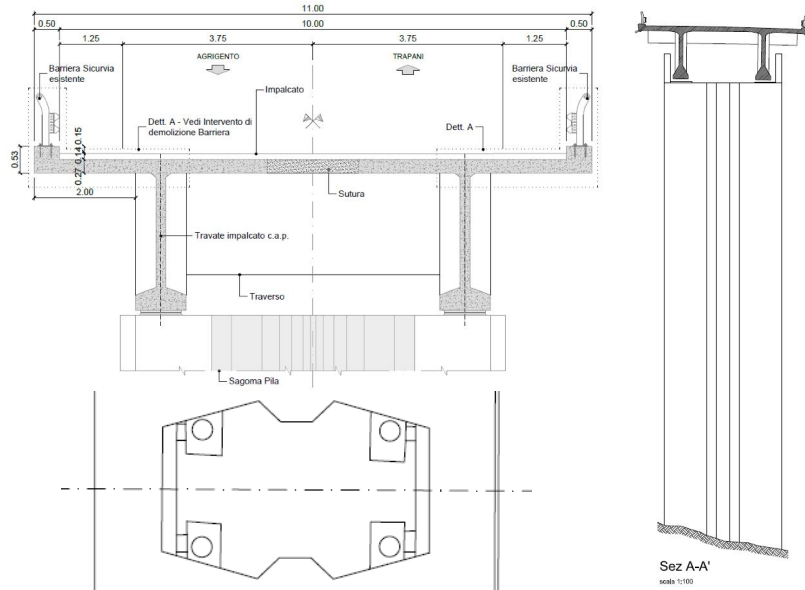 11.00
0.50
10.00
0.50
1.25
3.75
3.75
1.25
AGRIGENTO
TRAPANI
Barriera Sicurvia
esistente
Barriera Sicurvia
esistente
Impalcato
Dett. A - Vedi Intervento di
demolizione Barriera
Dett. A
0.53
0.15
0.14
0.27
2.00
Sutura
Travate impalcato c.a.p.
Traverso
Sagoma Pila
Sez A-A'
scala 1:100